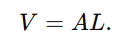 V = AL.